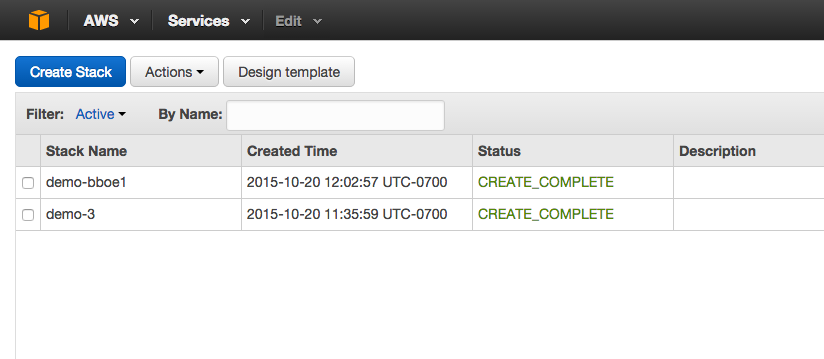 AWS Services Edit
Create Stack Actions Design template
Filter: Active By Name:
Stack Name Created Time Status Description
demo-bboe1 2015-10-20 12:02:57 UTC-0700 CREATE_COMPLETE
demo-3 2015-10-20 11:35:59 UTC-0700 CREATE_COMPLETE